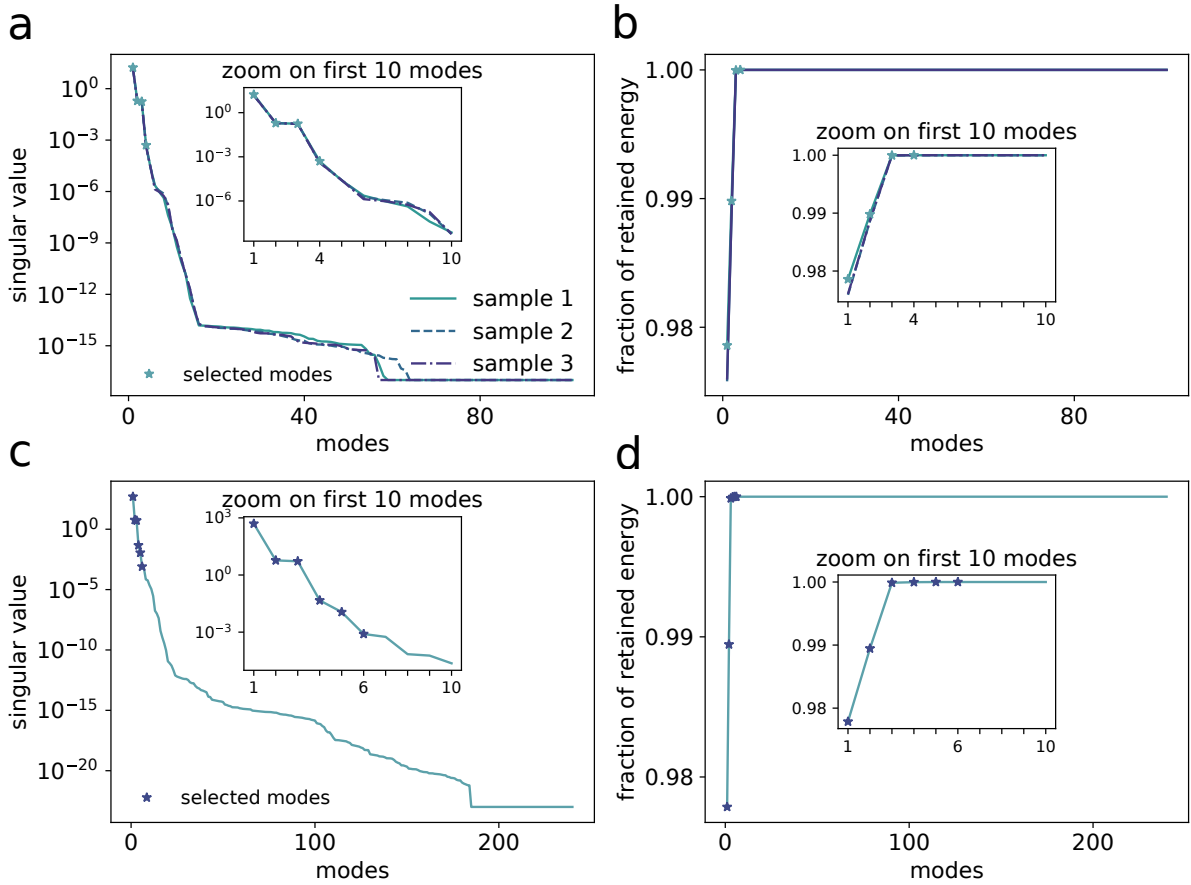 a
zoom on first 10 modes
10^0
10^-3
10^-6
10^-9
10^-12
10^-15
singular value
10^0
10^-3
10^-6
1
4
10
sample 1
sample 2
sample 3
selected modes
0
40
80
modes
b
1.00
0.99
0.98
fraction of retained energy
zoom on first 10 modes
1.00
0.99
0.98
1
4
10
0
40
80
modes
c
zoom on first 10 modes
10^0
10^-5
10^-10
10^-15
10^-20
singular value
10^3
10^0
10^-3
1
6
10
selected modes
0
100
200
modes
d
1.00
0.99
0.98
fraction of retained energy
zoom on first 10 modes
1.00
0.99
0.98
1
6
10
0
100
200
modes